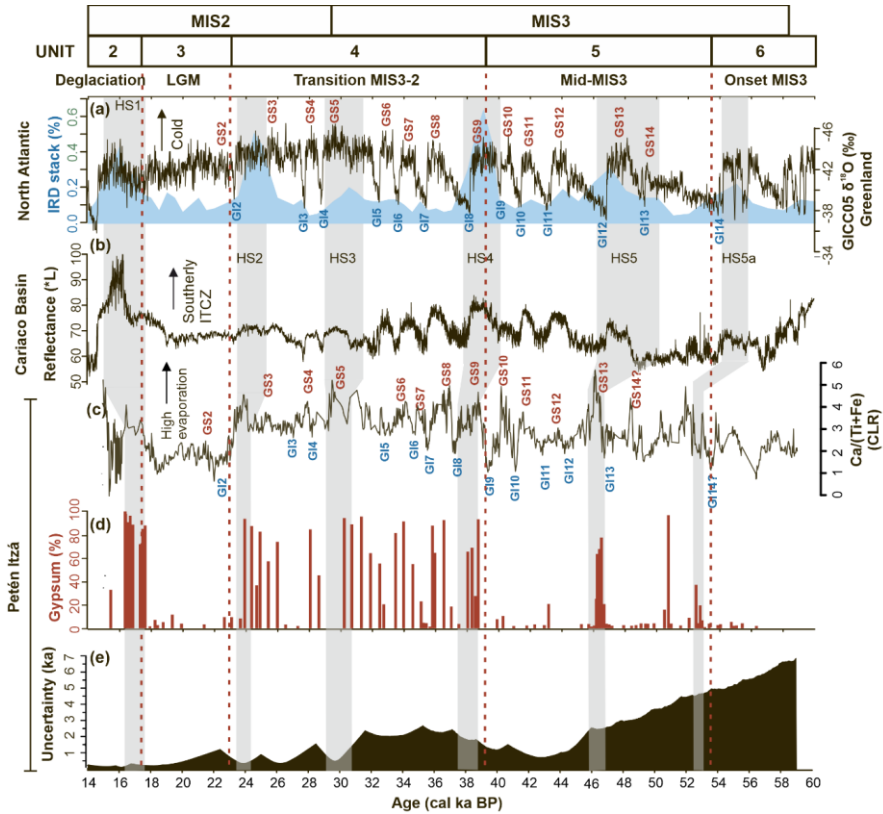 MIS2 MIS3
UNIT 2 3 4 5 6
Deglaciation LGM Transition MIS3-2 Mid-MIS3 Onset MIS3
(a)
HS1
Cold
GS2 GS3 GS4 GS5 GS6 GS7 GS8 GS9 GS10 GS11 GS12 GS13 GS14
GI2 GI3 GI4 GI5 GI6 GI7 GI8 GI9 GI10 GI11 GI12 GI13 GI14
North Atlantic
IRD stack (%)
0.6
0.4
0.2
0.0
-46
-42
-38
-34
GICC05 δ¹⁸O (‰)
Greenland
(b)
HS2 HS3 HS4 HS5 HS5a
Southerly
ITCZ
Cariaco Basin
Reflectance (*L)
100
90
80
70
60
50
(c)
High
evaporation
GS2 GS3 GS4 GS5 GS6 GS7 GS8 GS9 GS10 GS11 GS12 GS13 GS14?
GI2 GI3 GI4 GI5 GI6 GI7 GI8 GI9 GI10 GI11 GI12 GI13 GI14?
6
5
4
3
2
1
0
Ca/(Ti+Fe)
(CLR)
Petén Itzá
(d)
Gypsum (%)
100
80
60
40
20
0
(e)
Uncertainty (ka)
7
6
5
4
3
2
1
14 16 18 20 22 24 26 28 30 32 34 36 38 40 42 44 46 48 50 52 54 56 58 60
Age (cal ka BP)